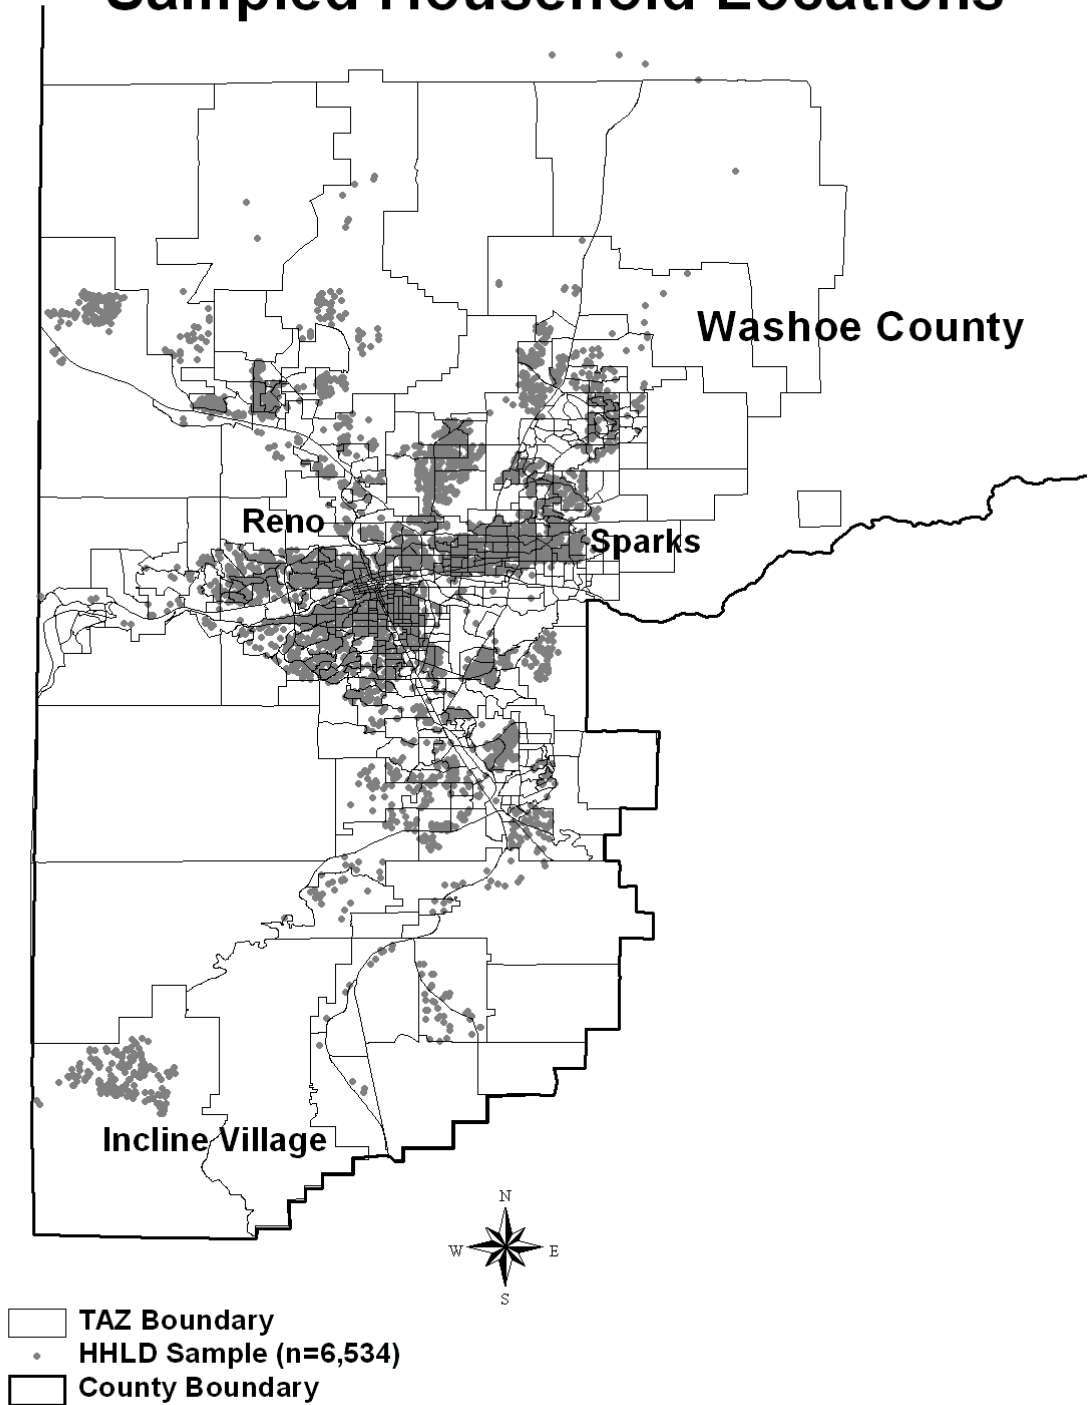 Sampled Household Locations
Washoe County
Reno
Sparks
Incline Village
N
W E
S
TAZ Boundary
HHLD Sample (n=6,534)
County Boundary